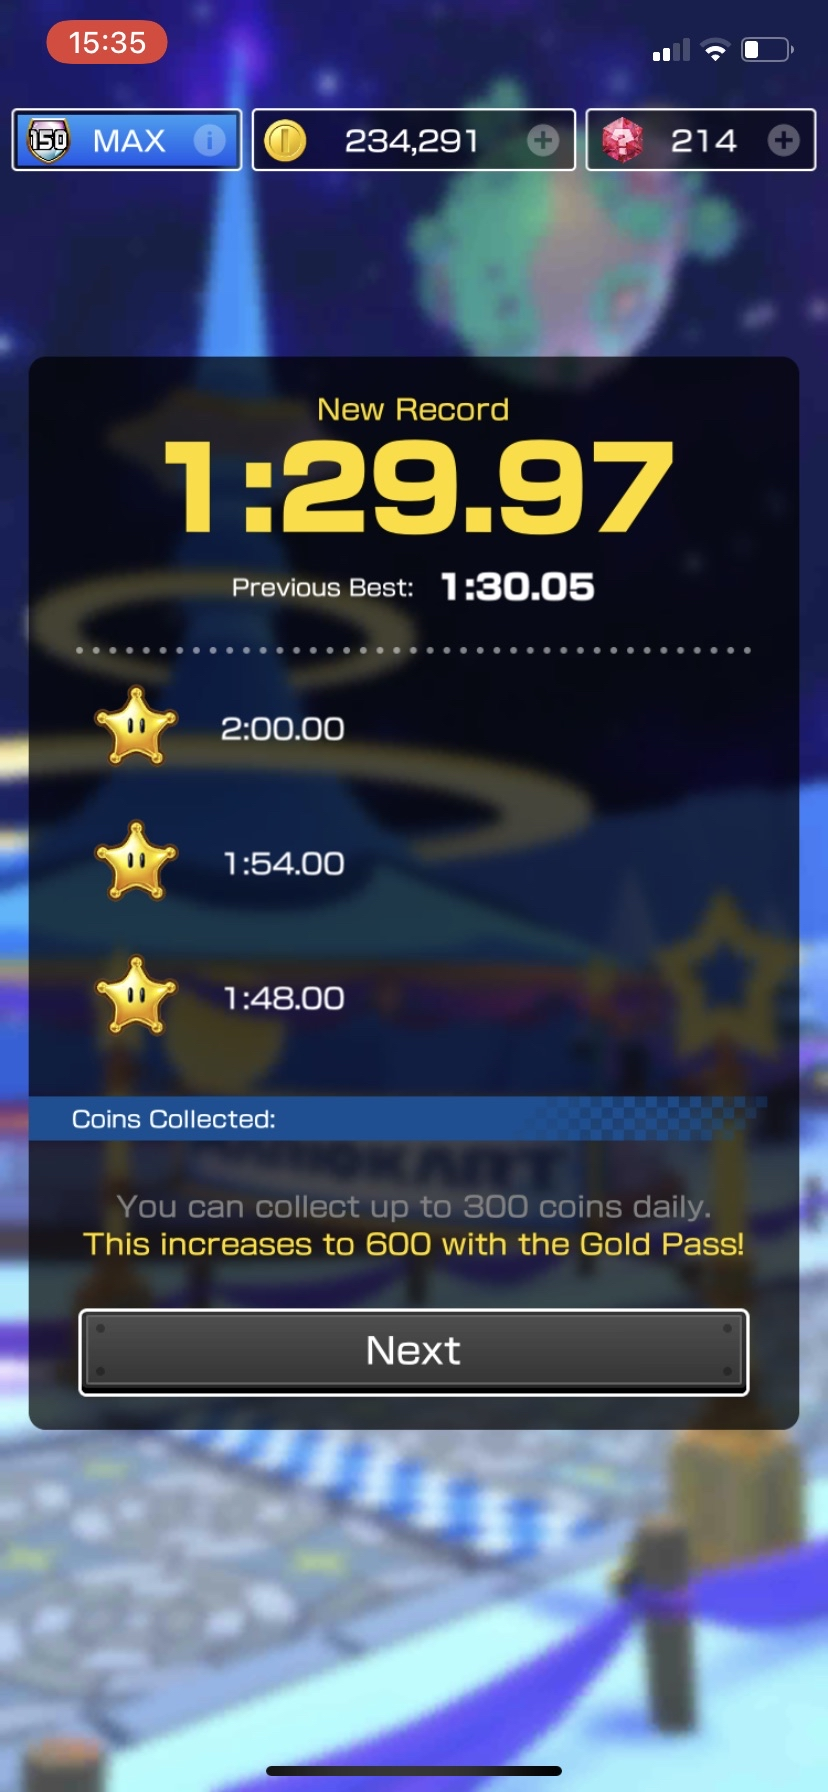 15:35
150 MAX i 234,291 + 214 +
New Record
1:29.97
Previous Best: 1:30.05
2:00.00
1:54.00
1:48.00
Coins Collected:
MARIOKART
You can collect up to 300 coins daily.
This increases to 600 with the Gold Pass!
Next